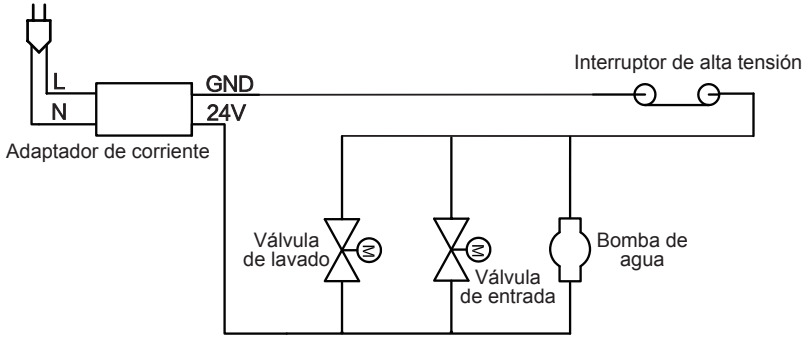 L
GND
Interruptor de alta tensión
N
24V
Adaptador de corriente
Válvula
de lavado
M
M
Válvula
de entrada
Bomba de
agua